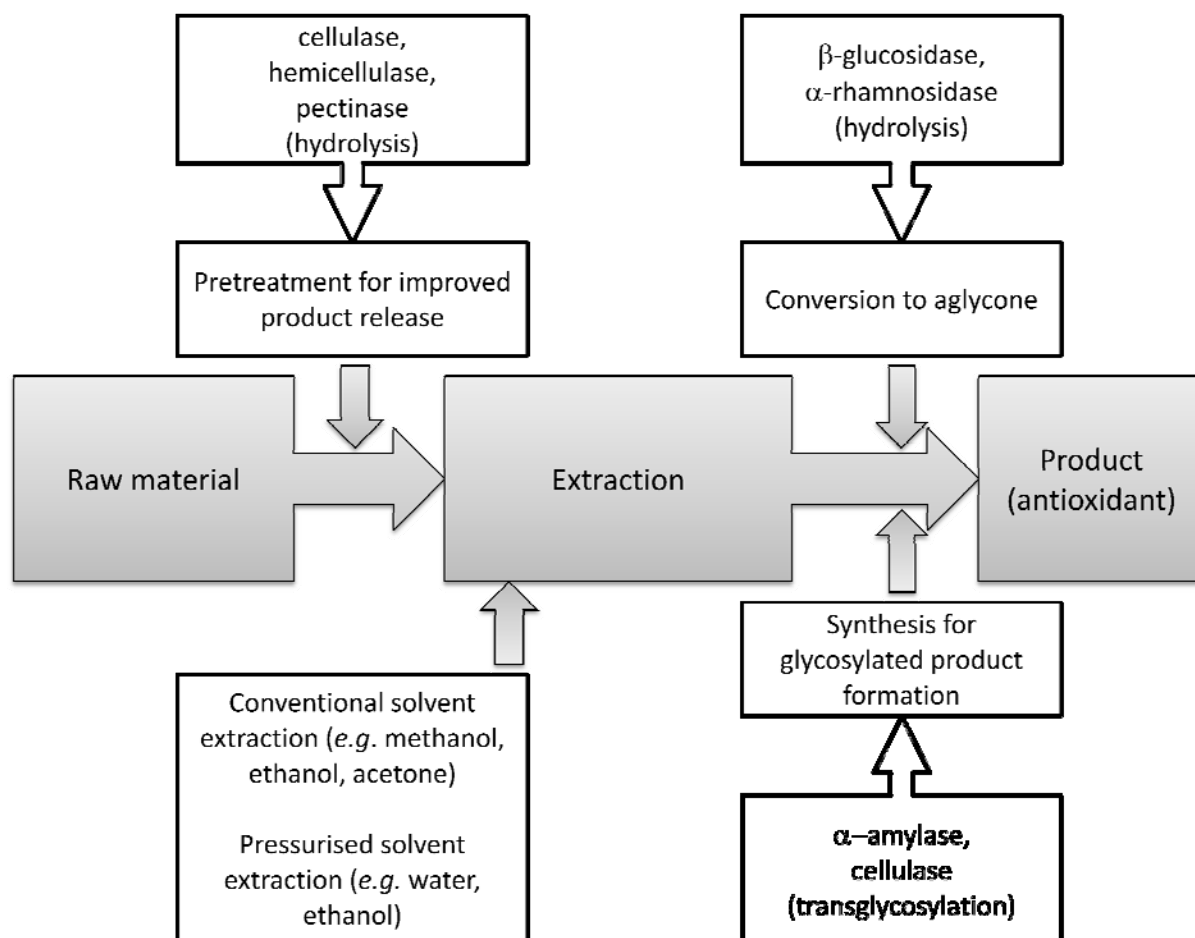 cellulase,
hemicellulase,
pectinase
(hydrolysis)
β-glucosidase,
α-rhamnosidase
(hydrolysis)
Pretreatment for improved
product release
Conversion to aglycone
Raw material
Extraction
Product
(antioxidant)
Conventional solvent
extraction (e.g. methanol,
ethanol, acetone)
Pressurised solvent
extraction (e.g. water,
ethanol)
Synthesis for
glycosylated product
formation
α–amylase,
cellulase
(transglycosylation)